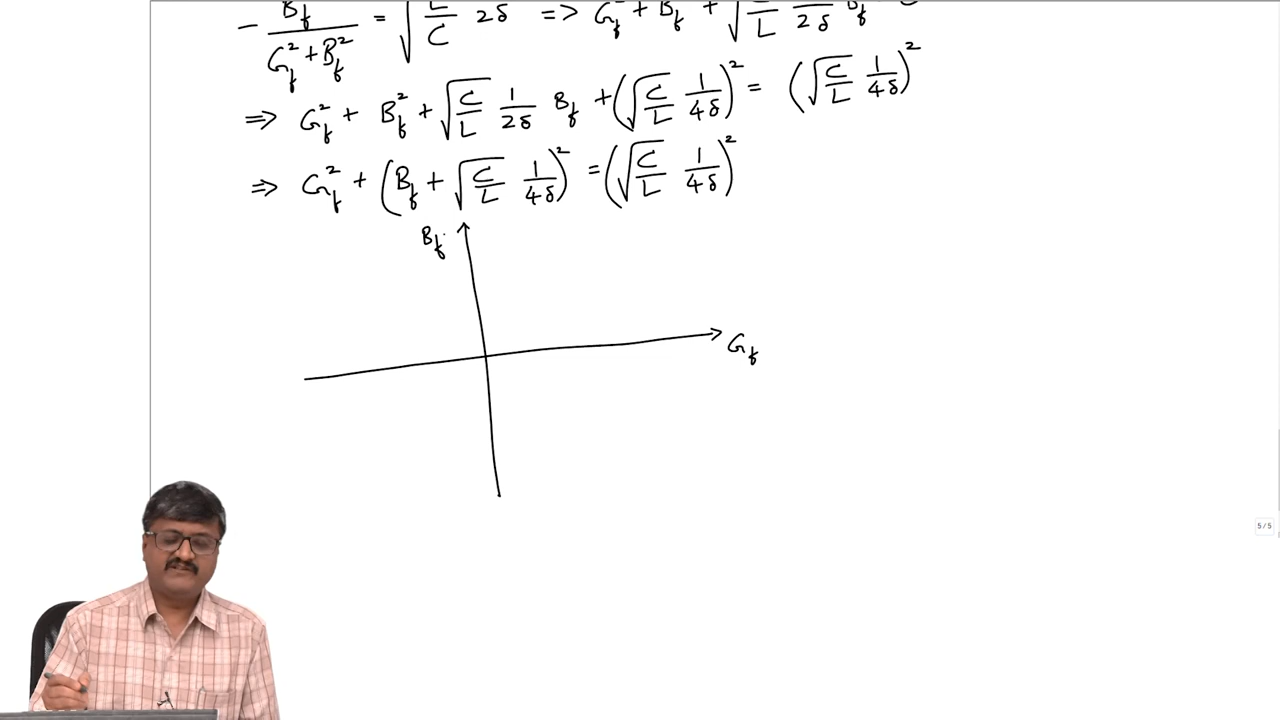 - B_f / (G_f² + B_f²) = √(L/C) 2δ => G_f² + B_f² + √(C/L) 1/(2δ) B_f
=> G_f² + B_f² + √(C/L) 1/(2δ) B_f + (√(C/L) 1/(4δ))² = (√(C/L) 1/(4δ))²
=> G_f² + (B_f + √(C/L) 1/(4δ))² = (√(C/L) 1/(4δ))²
B_f
G_f
5/5